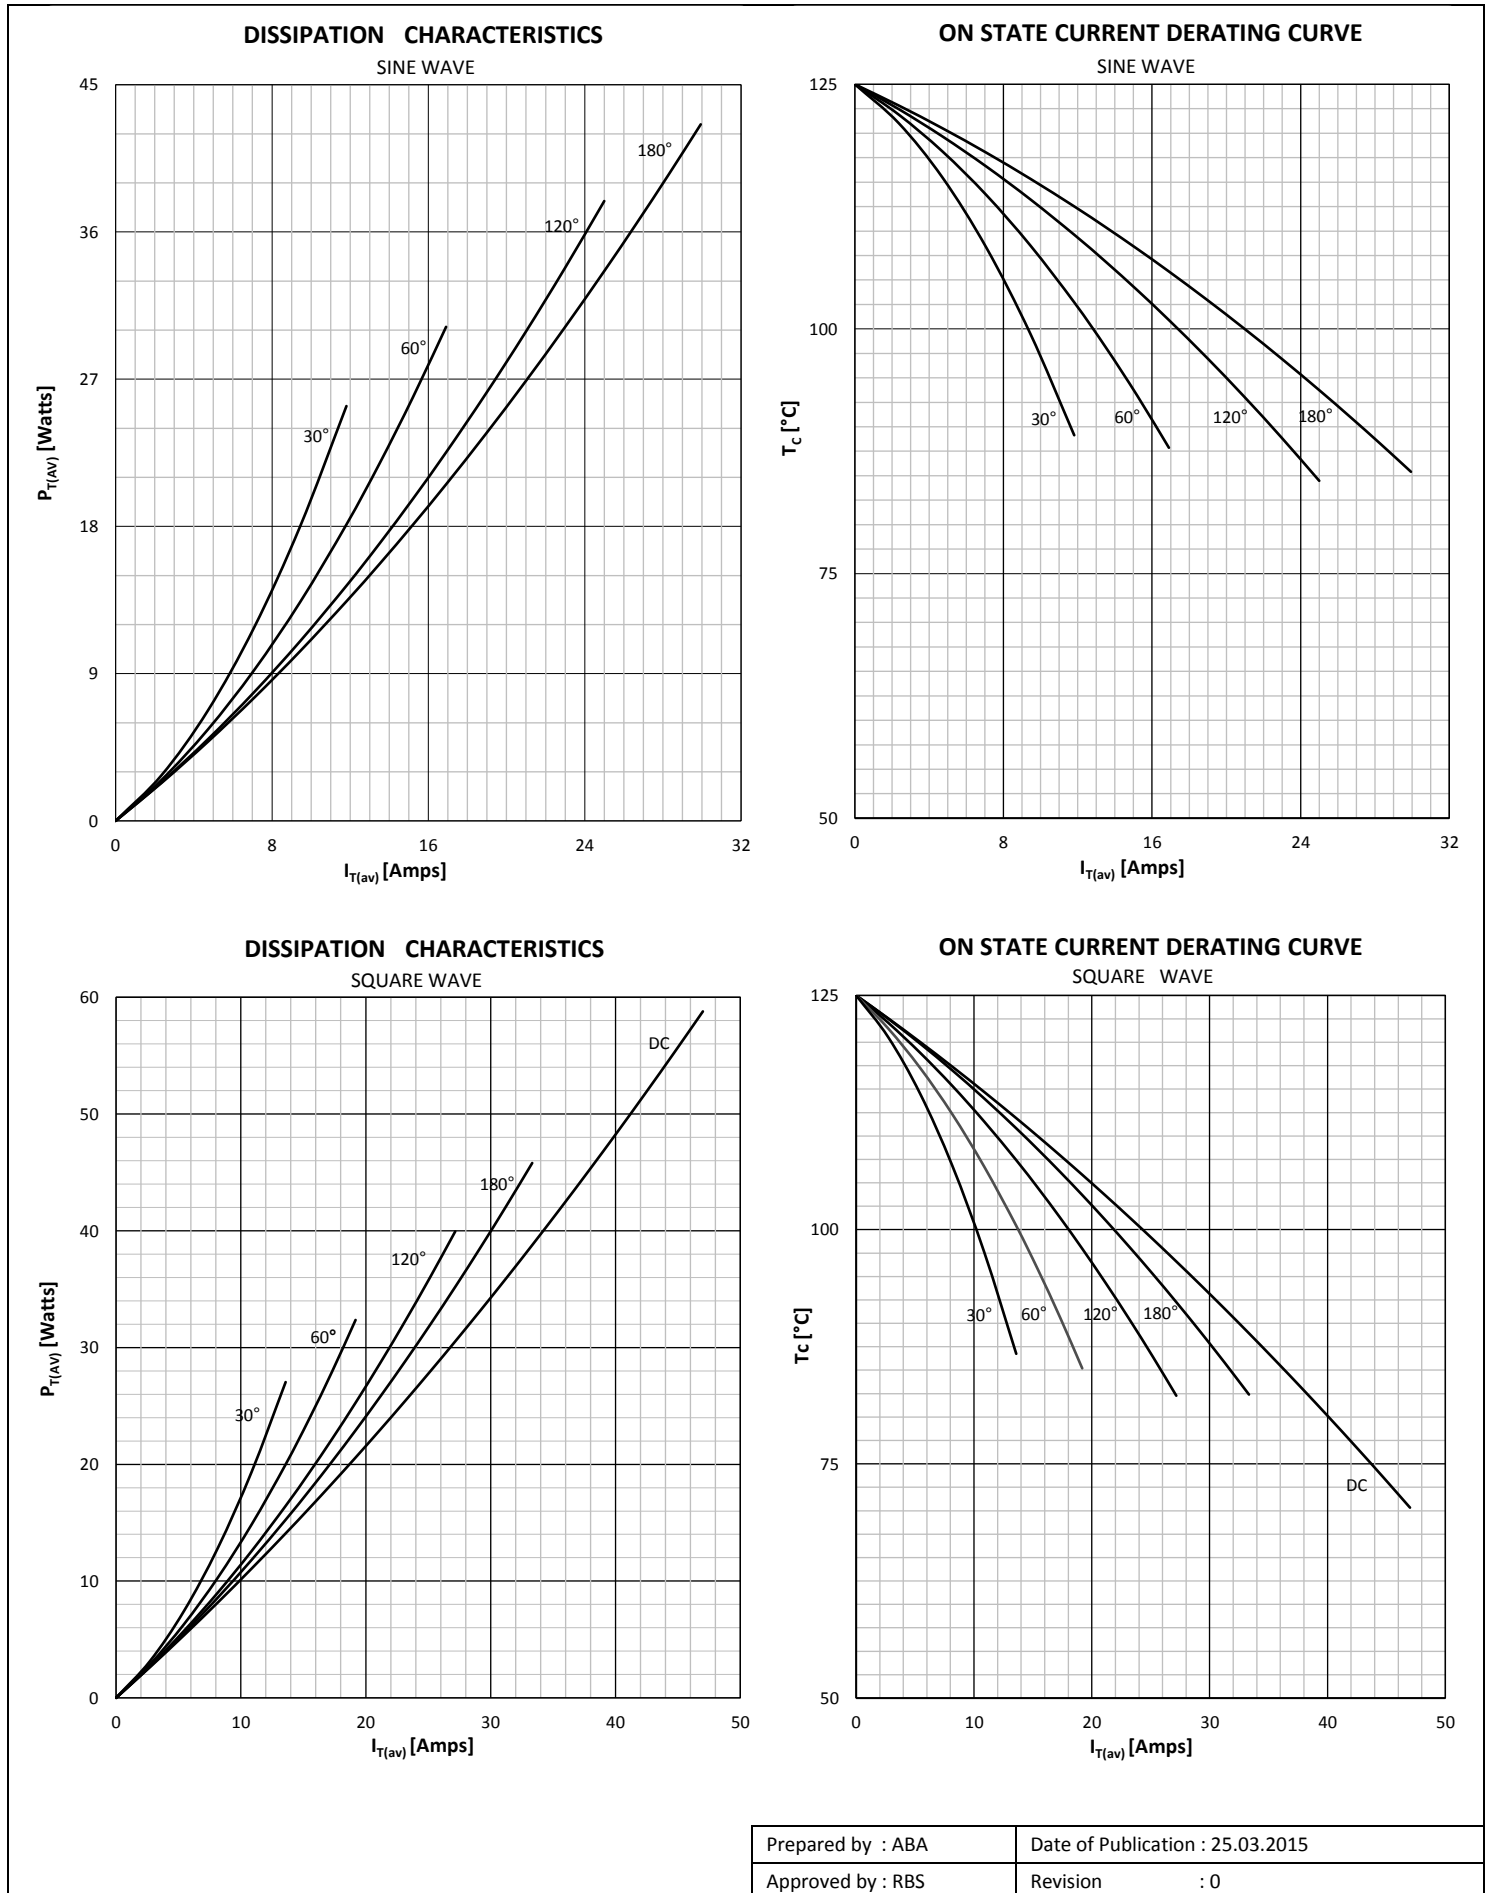 DISSIPATION CHARACTERISTICS
SINE WAVE
45
36
27
18
9
0
0 8 16 24 32
P_T(AV) [Watts]
I_T(av) [Amps]
30°
60°
120°
180°
ON STATE CURRENT DERATING CURVE
SINE WAVE
125
100
75
50
0 8 16 24 32
T_C [°C]
I_T(av) [Amps]
30° 60° 120° 180°
DISSIPATION CHARACTERISTICS
SQUARE WAVE
60
50
40
30
20
10
0
0 10 20 30 40 50
P_T(AV) [Watts]
I_T(av) [Amps]
DC
180°
120°
60°
30°
ON STATE CURRENT DERATING CURVE
SQUARE WAVE
125
100
75
50
0 10 20 30 40 50
Tc [°C]
I_T(av) [Amps]
30° 60° 120° 180°
DC
Prepared by : ABA Date of Publication : 25.03.2015
Approved by : RBS Revision : 0